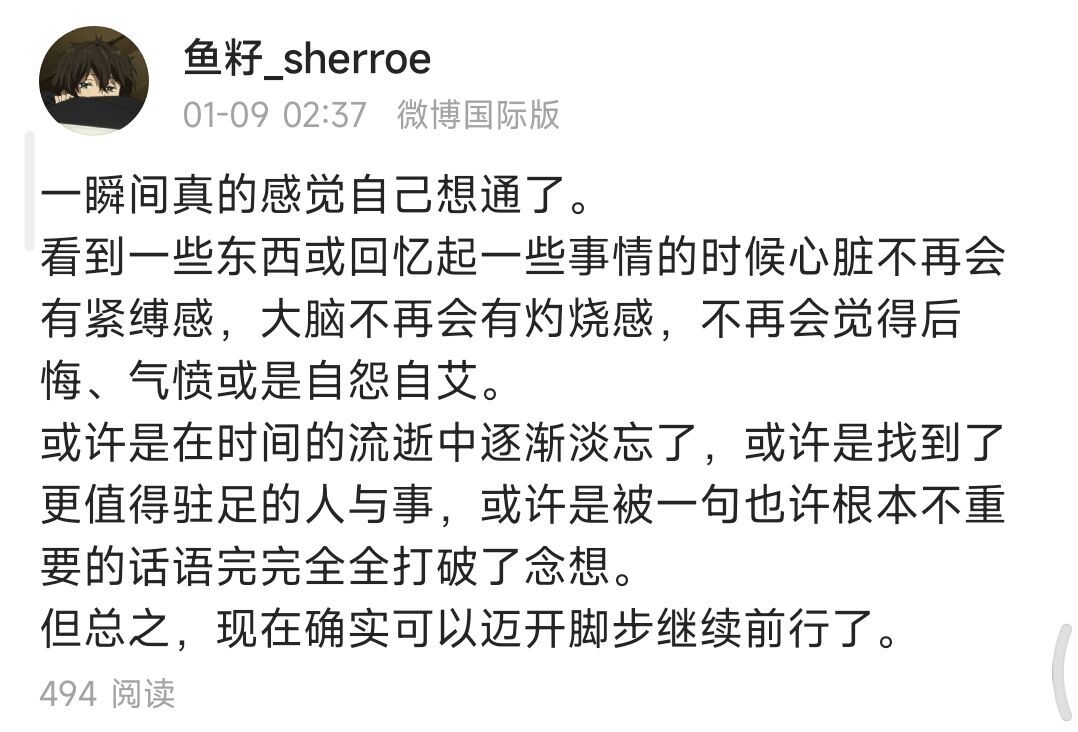 鱼籽_sherroe
01-09 02:37 微博国际版
一瞬间真的感觉自己想通了。
看到一些东西或回忆起一些事情的时候心脏不再会
有紧缚感，大脑不再会有灼烧感，不再会觉得后
悔、气愤或是自怨自艾。
或许是在时间的流逝中逐渐淡忘了，或许是找到了
更值得驻足的人与事，或许是被一句也许根本不重
要的话语完完全全打破了念想。
但总之，现在确实可以迈开脚步继续前行了。
494 阅读